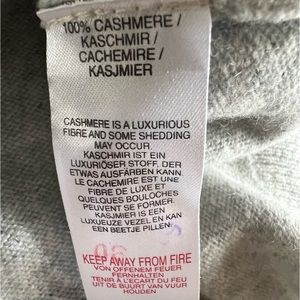 100% CASHMERE /
KASCHMIR /
CACHEMIRE /
KASJMIER
CASHMERE IS A LUXURIOUS
FIBRE AND SOME SHEDDING
MAY OCCUR
KASCHMIR IST EIN
LUXURIÖSER STOFF, DER
ETWAS AUSFÄRBEN KANN.
LE CACHEMIRE EST UNE
FIBRE DE LUXE ET
QUELQUES BOULOCHES
PEUVENT SE FORMER.
KASJMIER IS EEN
LUXUEUZE VEZEL EN KAN
EEN BEETJE PILLEN
KEEP AWAY FROM FIRE
VON OFFENEM FEUER
FERNHALTEN
TENIR À L'ÉCART DU FEU
UIT DE BUURT VAN VUUR
HOUDEN